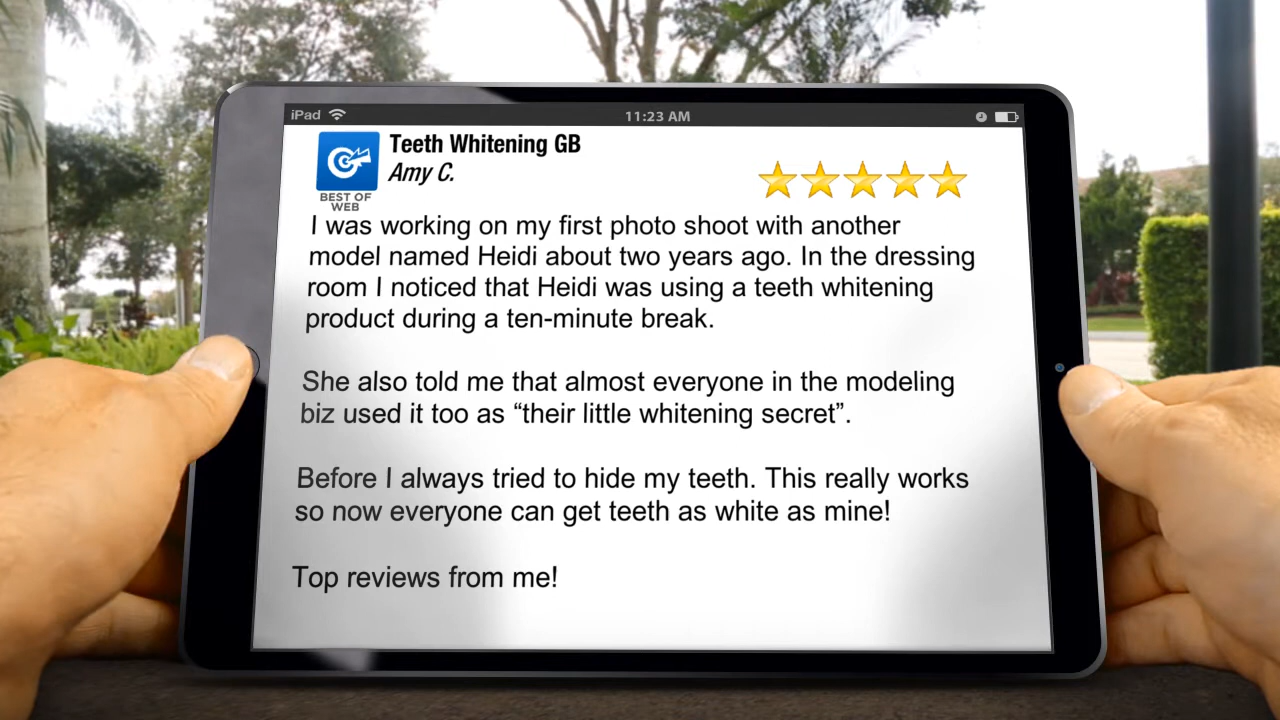 iPad
11:23 AM
Teeth Whitening GB
Amy C.
BEST OF
WEB
I was working on my first photo shoot with another
model named Heidi about two years ago. In the dressing
room I noticed that Heidi was using a teeth whitening
product during a ten-minute break.
She also told me that almost everyone in the modeling
biz used it too as “their little whitening secret”.
Before I always tried to hide my teeth. This really works
so now everyone can get teeth as white as mine!
Top reviews from me!